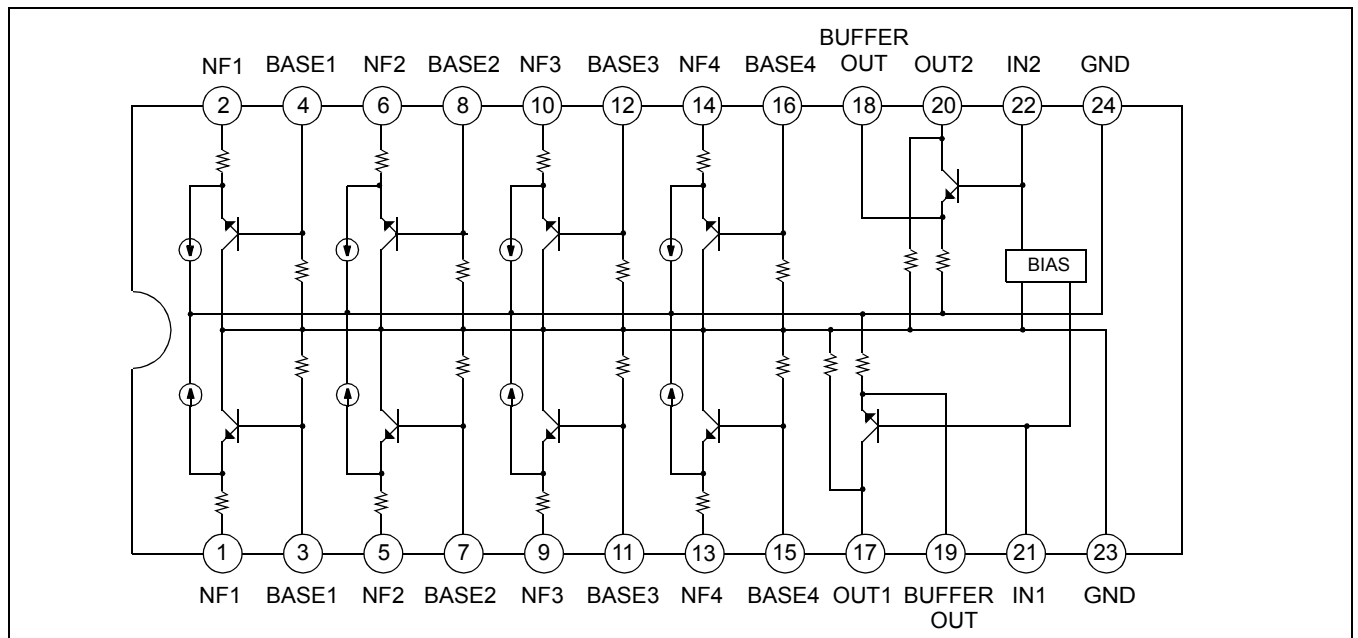 BUFFER
NF1 BASE1 NF2 BASE2 NF3 BASE3 NF4 BASE4 OUT OUT2 IN2 GND
2 4 6 8 10 12 14 16 18 20 22 24
BIAS
1 3 5 7 9 11 13 15 17 19 21 23
NF1 BASE1 NF2 BASE2 NF3 BASE3 NF4 BASE4 OUT1 BUFFER IN1 GND
OUT